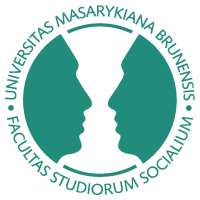 UNIVERSITAS MASARYKIANA BRUNENSIS
• FACULTAS STUDIORUM SOCIALIUM •